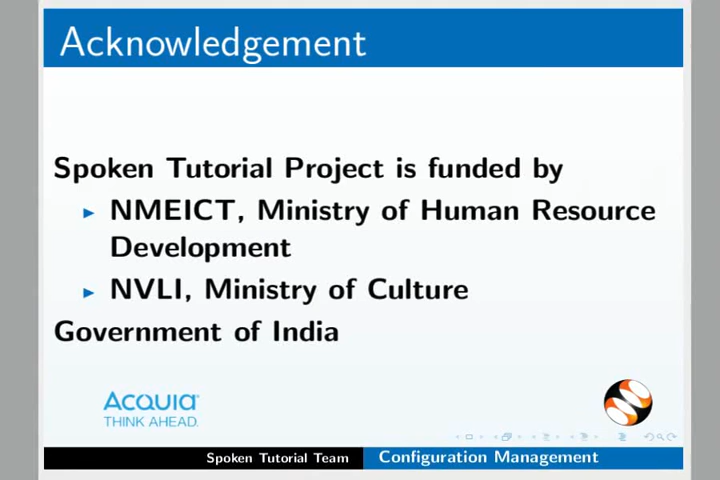 Acknowledgement
Spoken Tutorial Project is funded by
NMEICT, Ministry of Human Resource
Development
NVLI, Ministry of Culture
Government of India
Acquia
THINK AHEAD.
Spoken Tutorial Team
Configuration Management